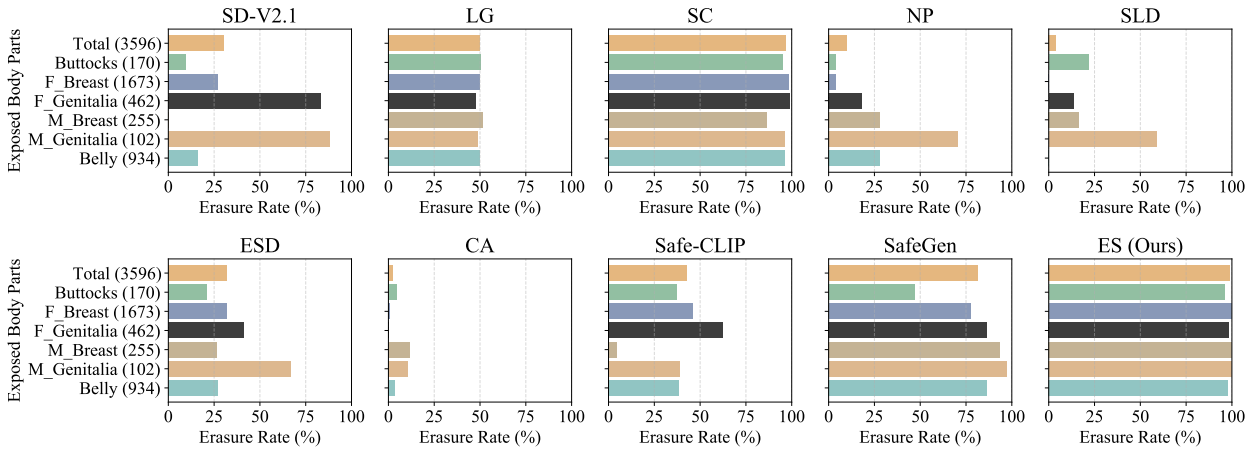 SD-V2.1
LG
SC
NP
SLD
Exposed Body Parts
Total (3596)
Buttocks (170)
F_Breast (1673)
F_Genitalia (462)
M_Breast (255)
M_Genitalia (102)
Belly (934)
0 25 50 75 100
0 25 50 75 100
0 25 50 75 100
0 25 50 75 100
0 25 50 75 100
Erasure Rate (%)
Erasure Rate (%)
Erasure Rate (%)
Erasure Rate (%)
Erasure Rate (%)
ESD
CA
Safe-CLIP
SafeGen
ES (Ours)
Exposed Body Parts
Total (3596)
Buttocks (170)
F_Breast (1673)
F_Genitalia (462)
M_Breast (255)
M_Genitalia (102)
Belly (934)
0 25 50 75 100
0 25 50 75 100
0 25 50 75 100
0 25 50 75 100
0 25 50 75 100
Erasure Rate (%)
Erasure Rate (%)
Erasure Rate (%)
Erasure Rate (%)
Erasure Rate (%)